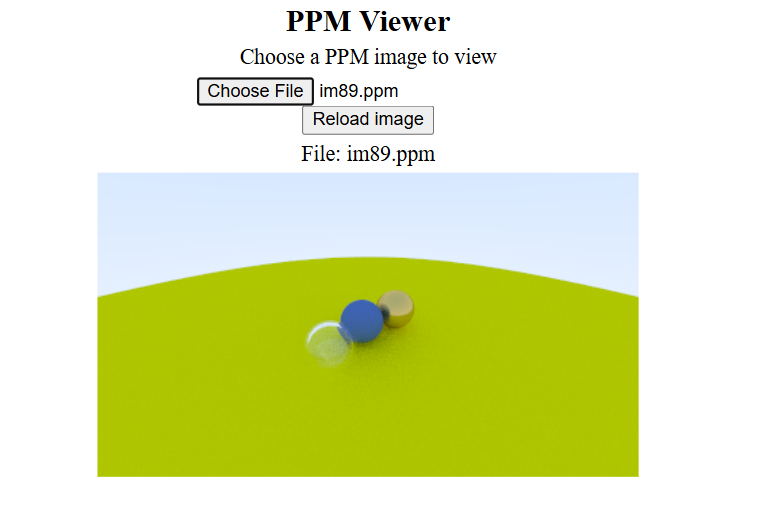 PPM Viewer
Choose a PPM image to view
Choose File im89.ppm
Reload image
File: im89.ppm